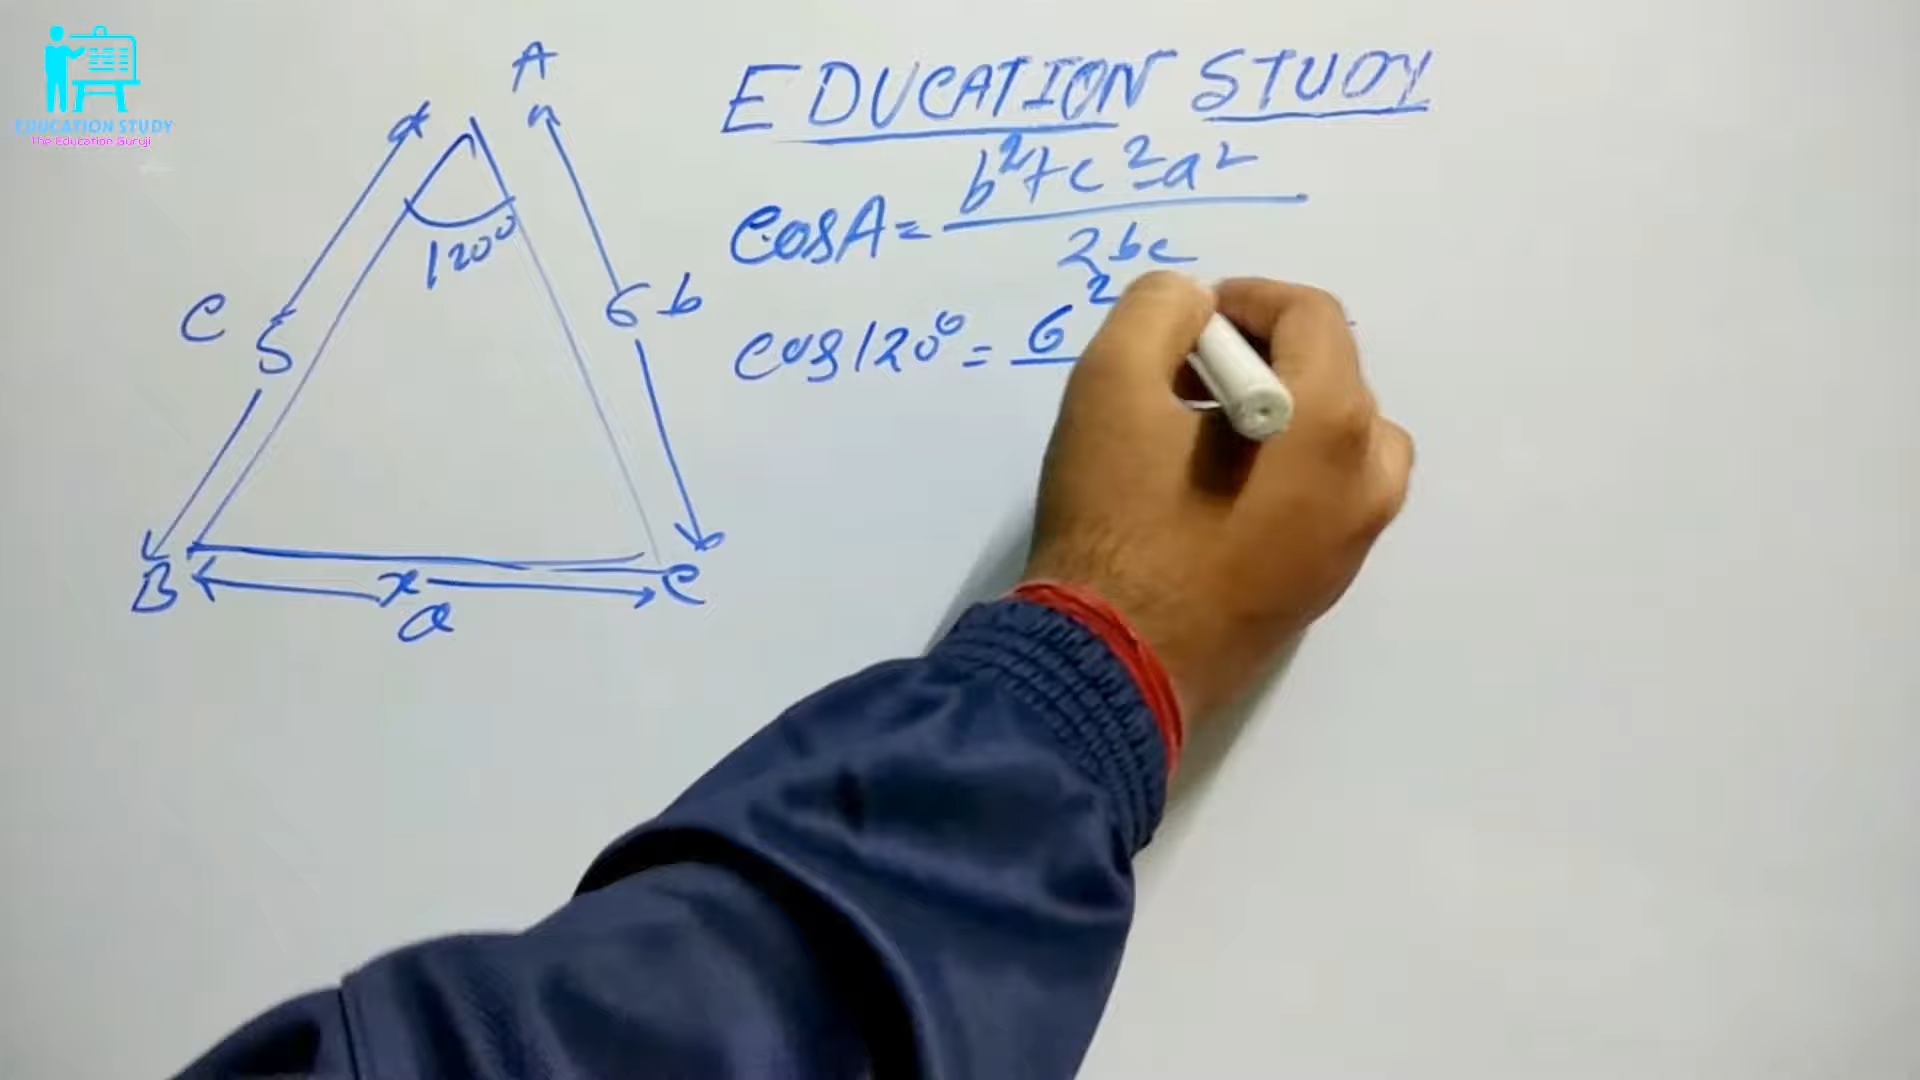 EDUCATION STUDY
The Education Guruji
A
EDUCATION STUDY
b²+c²-a²
cosA=
2bc
120°
c
5
6 b
cos120°= 6²
B
x
C
a